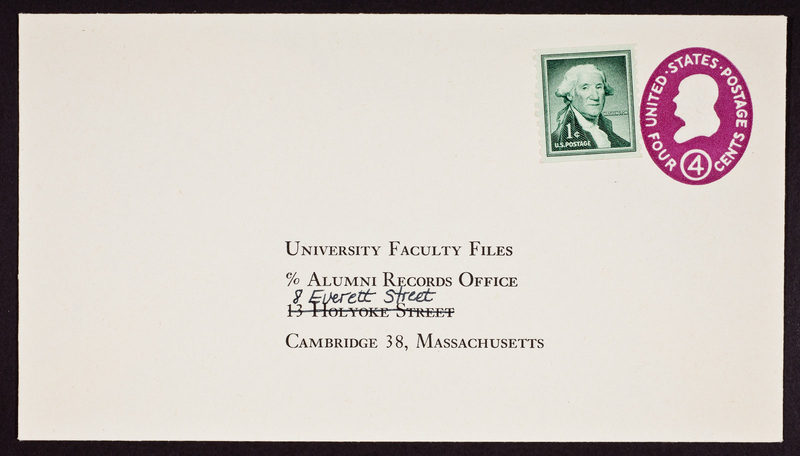 1¢
U.S. POSTAGE
UNITED · STATES · POSTAGE
FOUR 4 CENTS
UNIVERSITY FACULTY FILES
% ALUMNI RECORDS OFFICE
8 Everett Street
13 HOLYOKE STREET
CAMBRIDGE 38, MASSACHUSETTS